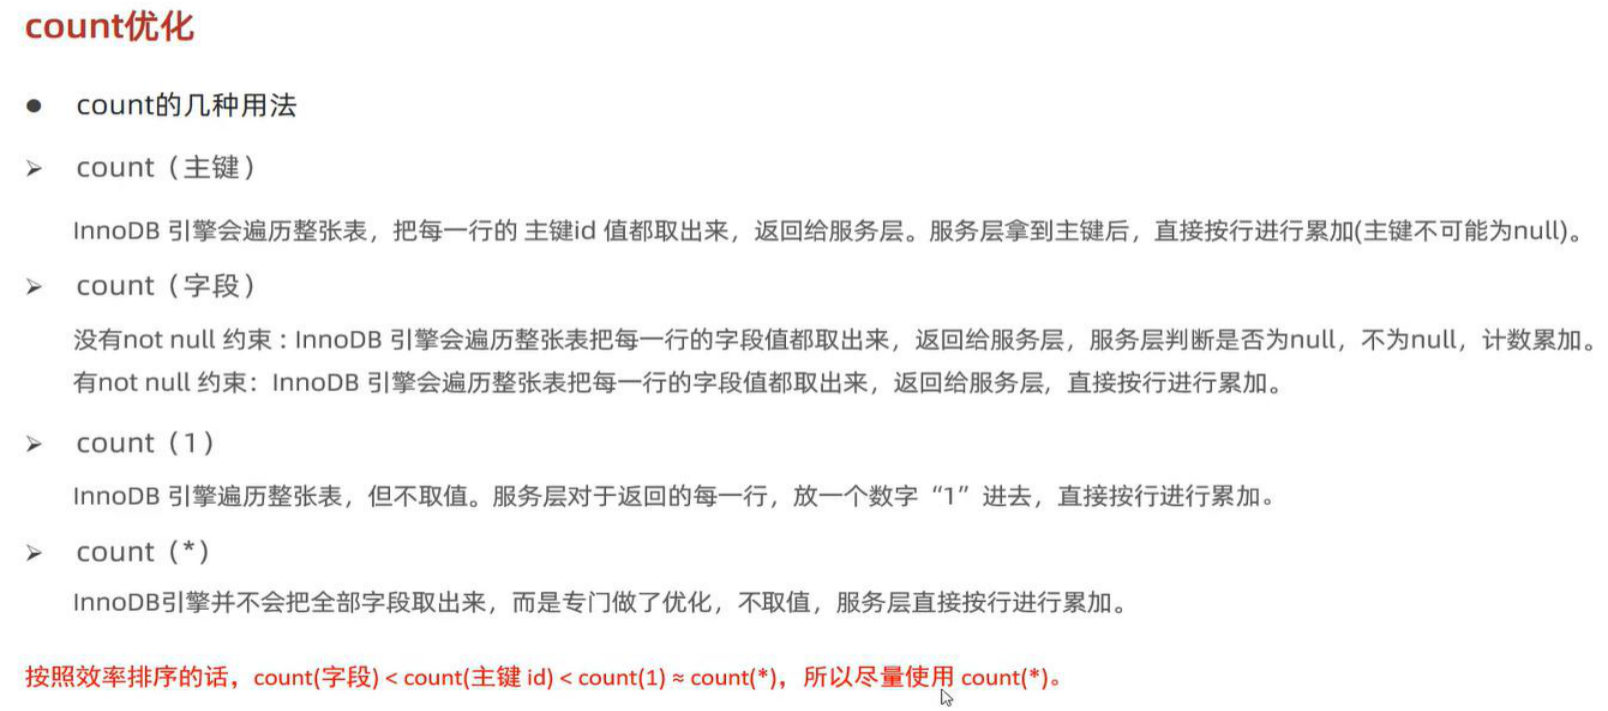 count优化
● count的几种用法
➢ count（主键）
InnoDB 引擎会遍历整张表，把每一行的 主键id 值都取出来，返回给服务层。服务层拿到主键后，直接按行进行累加(主键不可能为null)。
➢ count（字段）
没有not null 约束 : InnoDB 引擎会遍历整张表把每一行的字段值都取出来，返回给服务层，服务层判断是否为null，不为null，计数累加。
有not null 约束：InnoDB 引擎会遍历整张表把每一行的字段值都取出来，返回给服务层，直接按行进行累加。
➢ count（1）
InnoDB 引擎遍历整张表，但不取值。服务层对于返回的每一行，放一个数字“1”进去，直接按行进行累加。
➢ count（*）
InnoDB引擎并不会把全部字段取出来，而是专门做了优化，不取值，服务层直接按行进行累加。
按照效率排序的话，count(字段) < count(主键 id) < count(1) ≈ count(*)，所以尽量使用 count(*)。